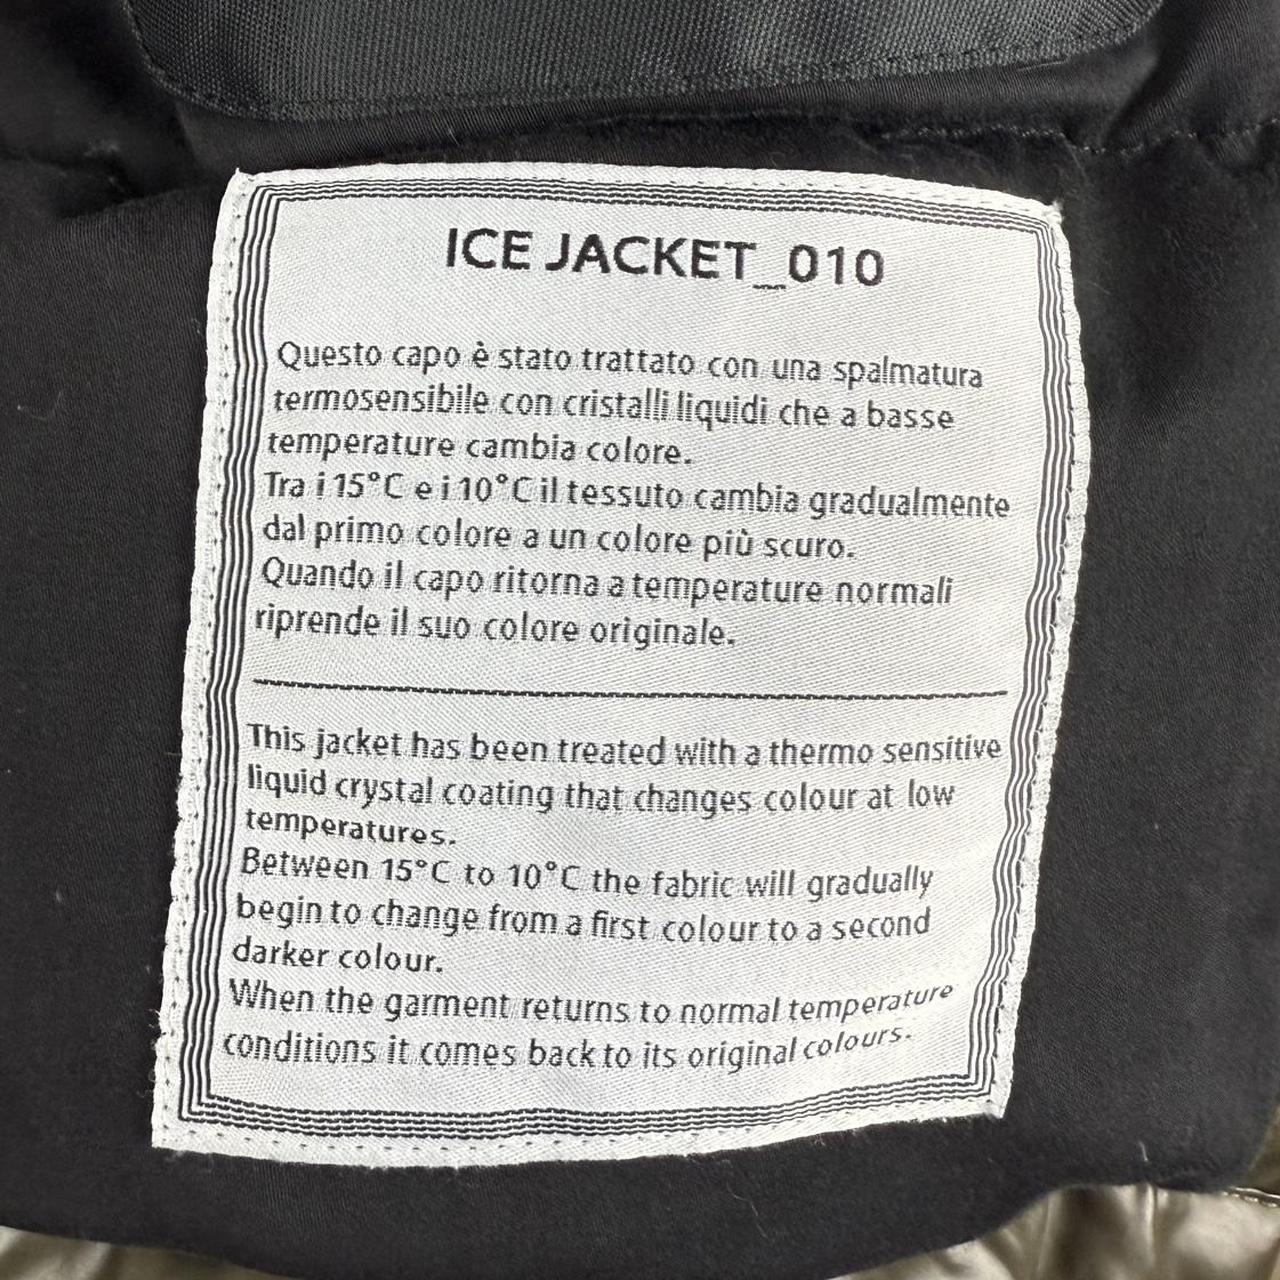 ICE JACKET_010
Questo capo è stato trattato con una spalmatura
termosensibile con cristalli liquidi che a basse
temperature cambia colore.
Tra i 15°C e i 10°C il tessuto cambia gradualmente
dal primo colore a un colore più scuro.
Quando il capo ritorna a temperature normali
riprende il suo colore originale.
This jacket has been treated with a thermo sensitive
liquid crystal coating that changes colour at low
temperatures.
Between 15°C to 10°C the fabric will gradually
begin to change from a first colour to a second
darker colour.
When the garment returns to normal temperature
conditions it comes back to its original colours.